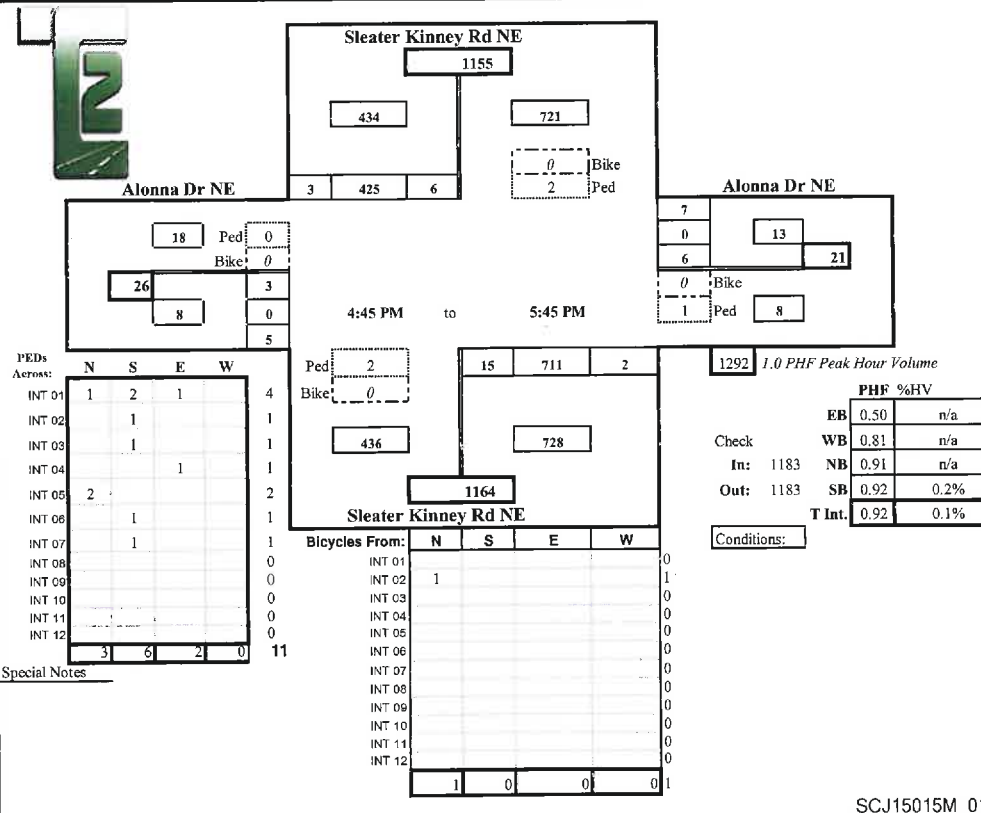 T2
Sleater Kinney Rd NE
1155
434 721
0 Bike
2 Ped
3 425 6
Alonna Dr NE
Alonna Dr NE
18 Ped 0
Bike 0
26 3
8 0
5
7
0 13
6 21
0 Bike
1 Ped 8
4:45 PM to 5:45 PM
Ped 2
Bike 0
15 711 2
436 728
1164
Sleater Kinney Rd NE
1292 1.0 PHF Peak Hour Volume
PHF %HV
EB 0.50 n/a
Check WB 0.81 n/a
In: 1183 NB 0.91 n/a
Out: 1183 SB 0.92 0.2%
T Int. 0.92 0.1%
Conditions:
PEDs
Across: N S E W
INT 01 1 2 1 4
INT 02 1 1
INT 03 1 1
INT 04 1 1
INT 05 2 2
INT 06 1 1
INT 07 1 1
INT 08 0
INT 09 0
INT 10 0
INT 11 0
INT 12 0
3 6 2 0 11
Special Notes
Bicycles From: N S E W
INT 01 0
INT 02 1 1
INT 03 0
INT 04 0
INT 05 0
INT 06 0
INT 07 0
INT 08 0
INT 09 0
INT 10 0
INT 11 0
INT 12 0
1 0 0 0 1